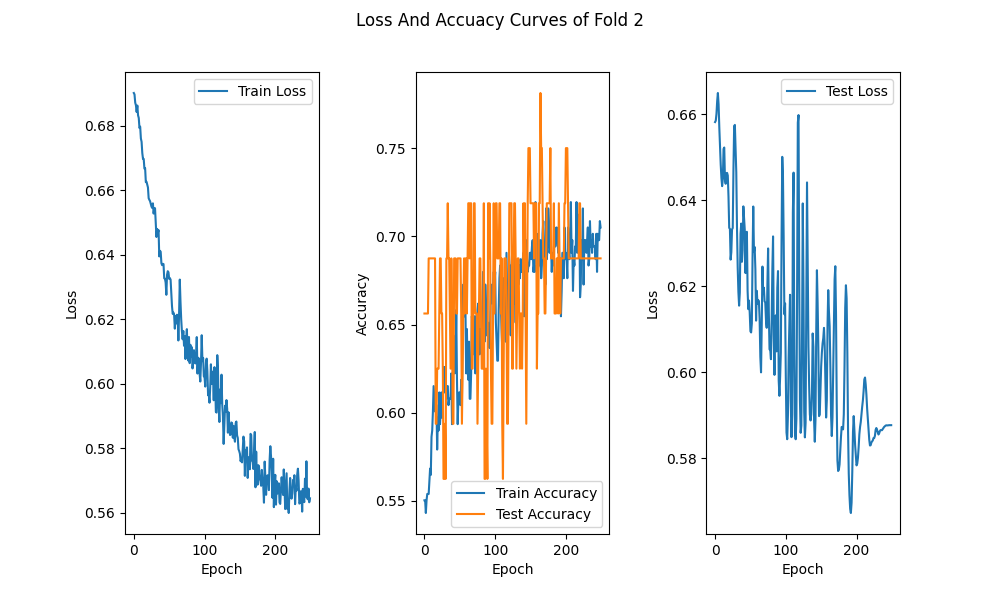 Loss And Accuacy Curves of Fold 2
Loss
0.68
0.66
0.64
0.62
0.60
0.58
0.56
Train Loss
0 100 200
Epoch
Accuracy
0.75
0.70
0.65
0.60
0.55
Train Accuracy
Test Accuracy
0 100 200
Epoch
Loss
0.66
0.64
0.62
0.60
0.58
Test Loss
0 100 200
Epoch